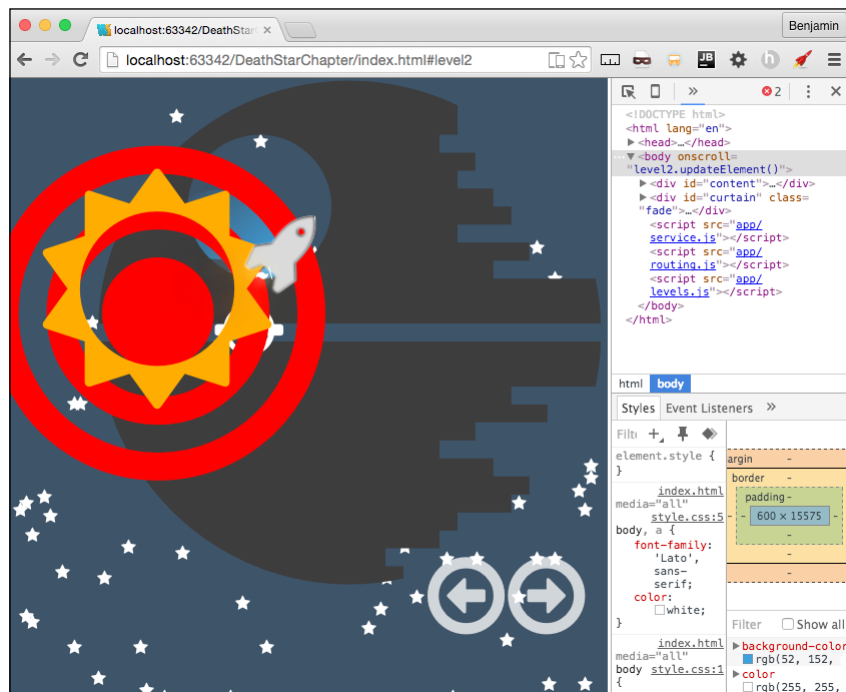 localhost:63342/DeathStar
Benjamin
localhost:63342/DeathStarChapter/index.html#level2
JB
h
2
<!DOCTYPE html>
<html lang="en">
<head>…</head>
<body onscroll=
"level2.updateElement()">
<div id="content">…</div>
<div id="curtain" class=
"fade">…</div>
<script src="app/
service.js"></script>
<script src="app/
routing.js"></script>
<script src="app/
levels.js"></script>
</body>
</html>
html body
Styles Event Listeners »
element.style {
}
index.html
media="all"
style.css:5
body, a {
font-family:
'Lato',
sans-
serif;
color:
white;
}
index.html
media="all"
body style.css:1
{
argin -
border -
padding -
- - 600 × 15575 - -
-
-
-
Filter Show all
background-color
rgb(52, 152,
color
rgb(255, 255,